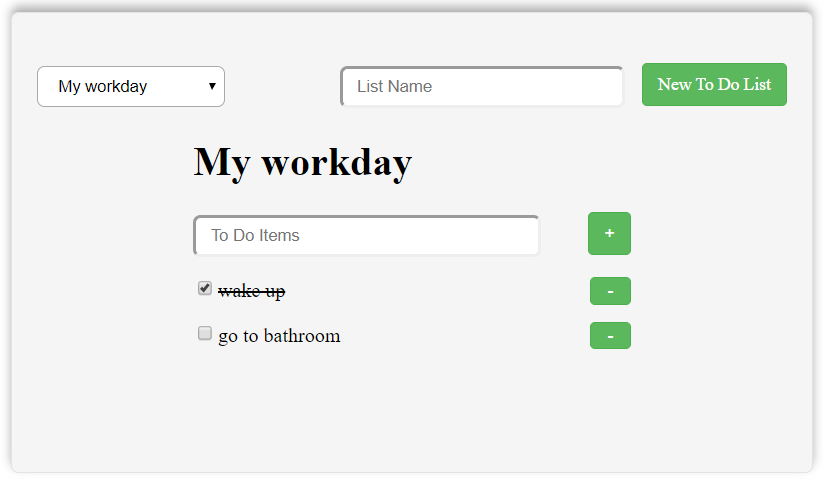 My workday
List Name
New To Do List
My workday
To Do Items
+
wake up
-
go to bathroom
-